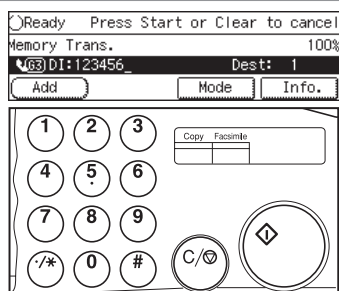 Ready Press Start or Clear to cancel
Memory Trans. 100%
G3 DI:123456_ Dest: 1
Add Mode Info.
1 2 3
Copy Facsimile
4 5 6
7 8 9
·/* 0 # C/